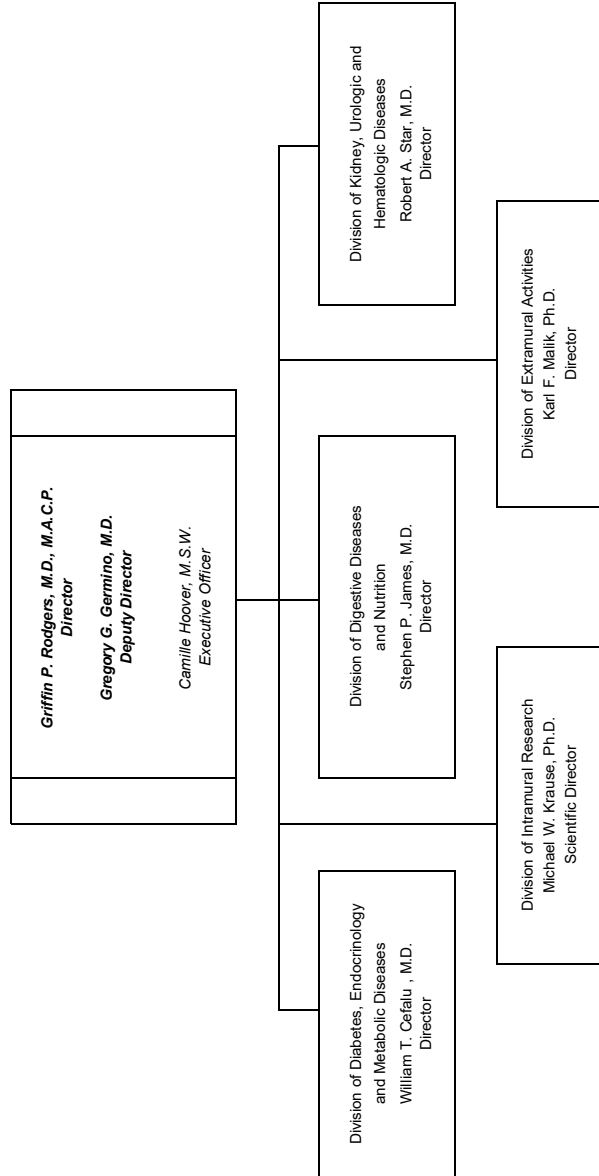 Griffin P. Rodgers, M.D., M.A.C.P.
Director
Gregory G. Germino, M.D.
Deputy Director
Camille Hoover, M.S.W.
Executive Officer
Division of Diabetes, Endocrinology
and Metabolic Diseases
William T. Cefalu , M.D.
Director
Division of Digestive Diseases
and Nutrition
Stephen P. James, M.D.
Director
Division of Kidney, Urologic and
Hematologic Diseases
Robert A. Star, M.D.
Director
Division of Intramural Research
Michael W. Krause, Ph.D.
Scientific Director
Division of Extramural Activities
Karl F. Malik, Ph.D.
Director